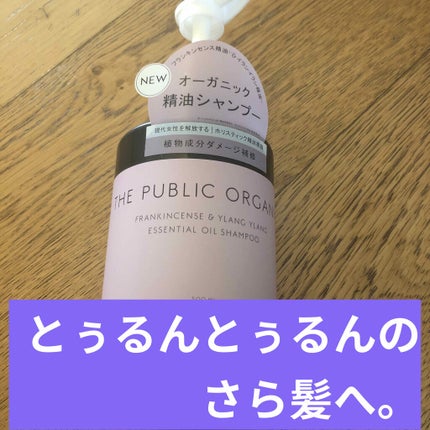 フランキンセンス精油・イランイラン精油
NEW
オーガニック
精油シャンプー
現代女性を解放する！ホリスティック精油美容
植物成分ダメージ補修
THE PUBLIC ORGAN
FRANKINCENSE & YLANG YLANG
ESSENTIAL OIL SHAMPOO
とぅるんとぅるんの
さら髪へ。